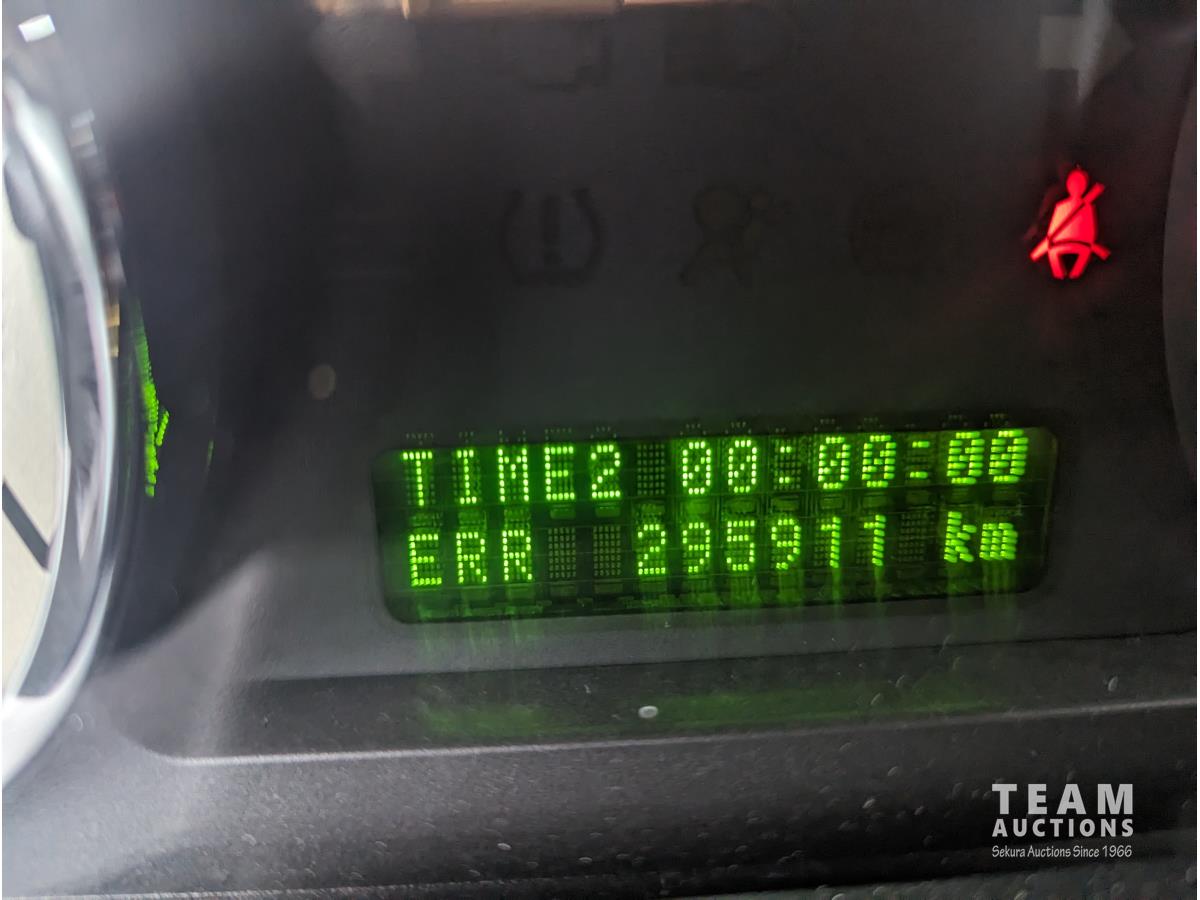 TIME2 00:00:00
ERR 295911 km
TEAM
AUCTIONS
Sekura Auctions Since 1966